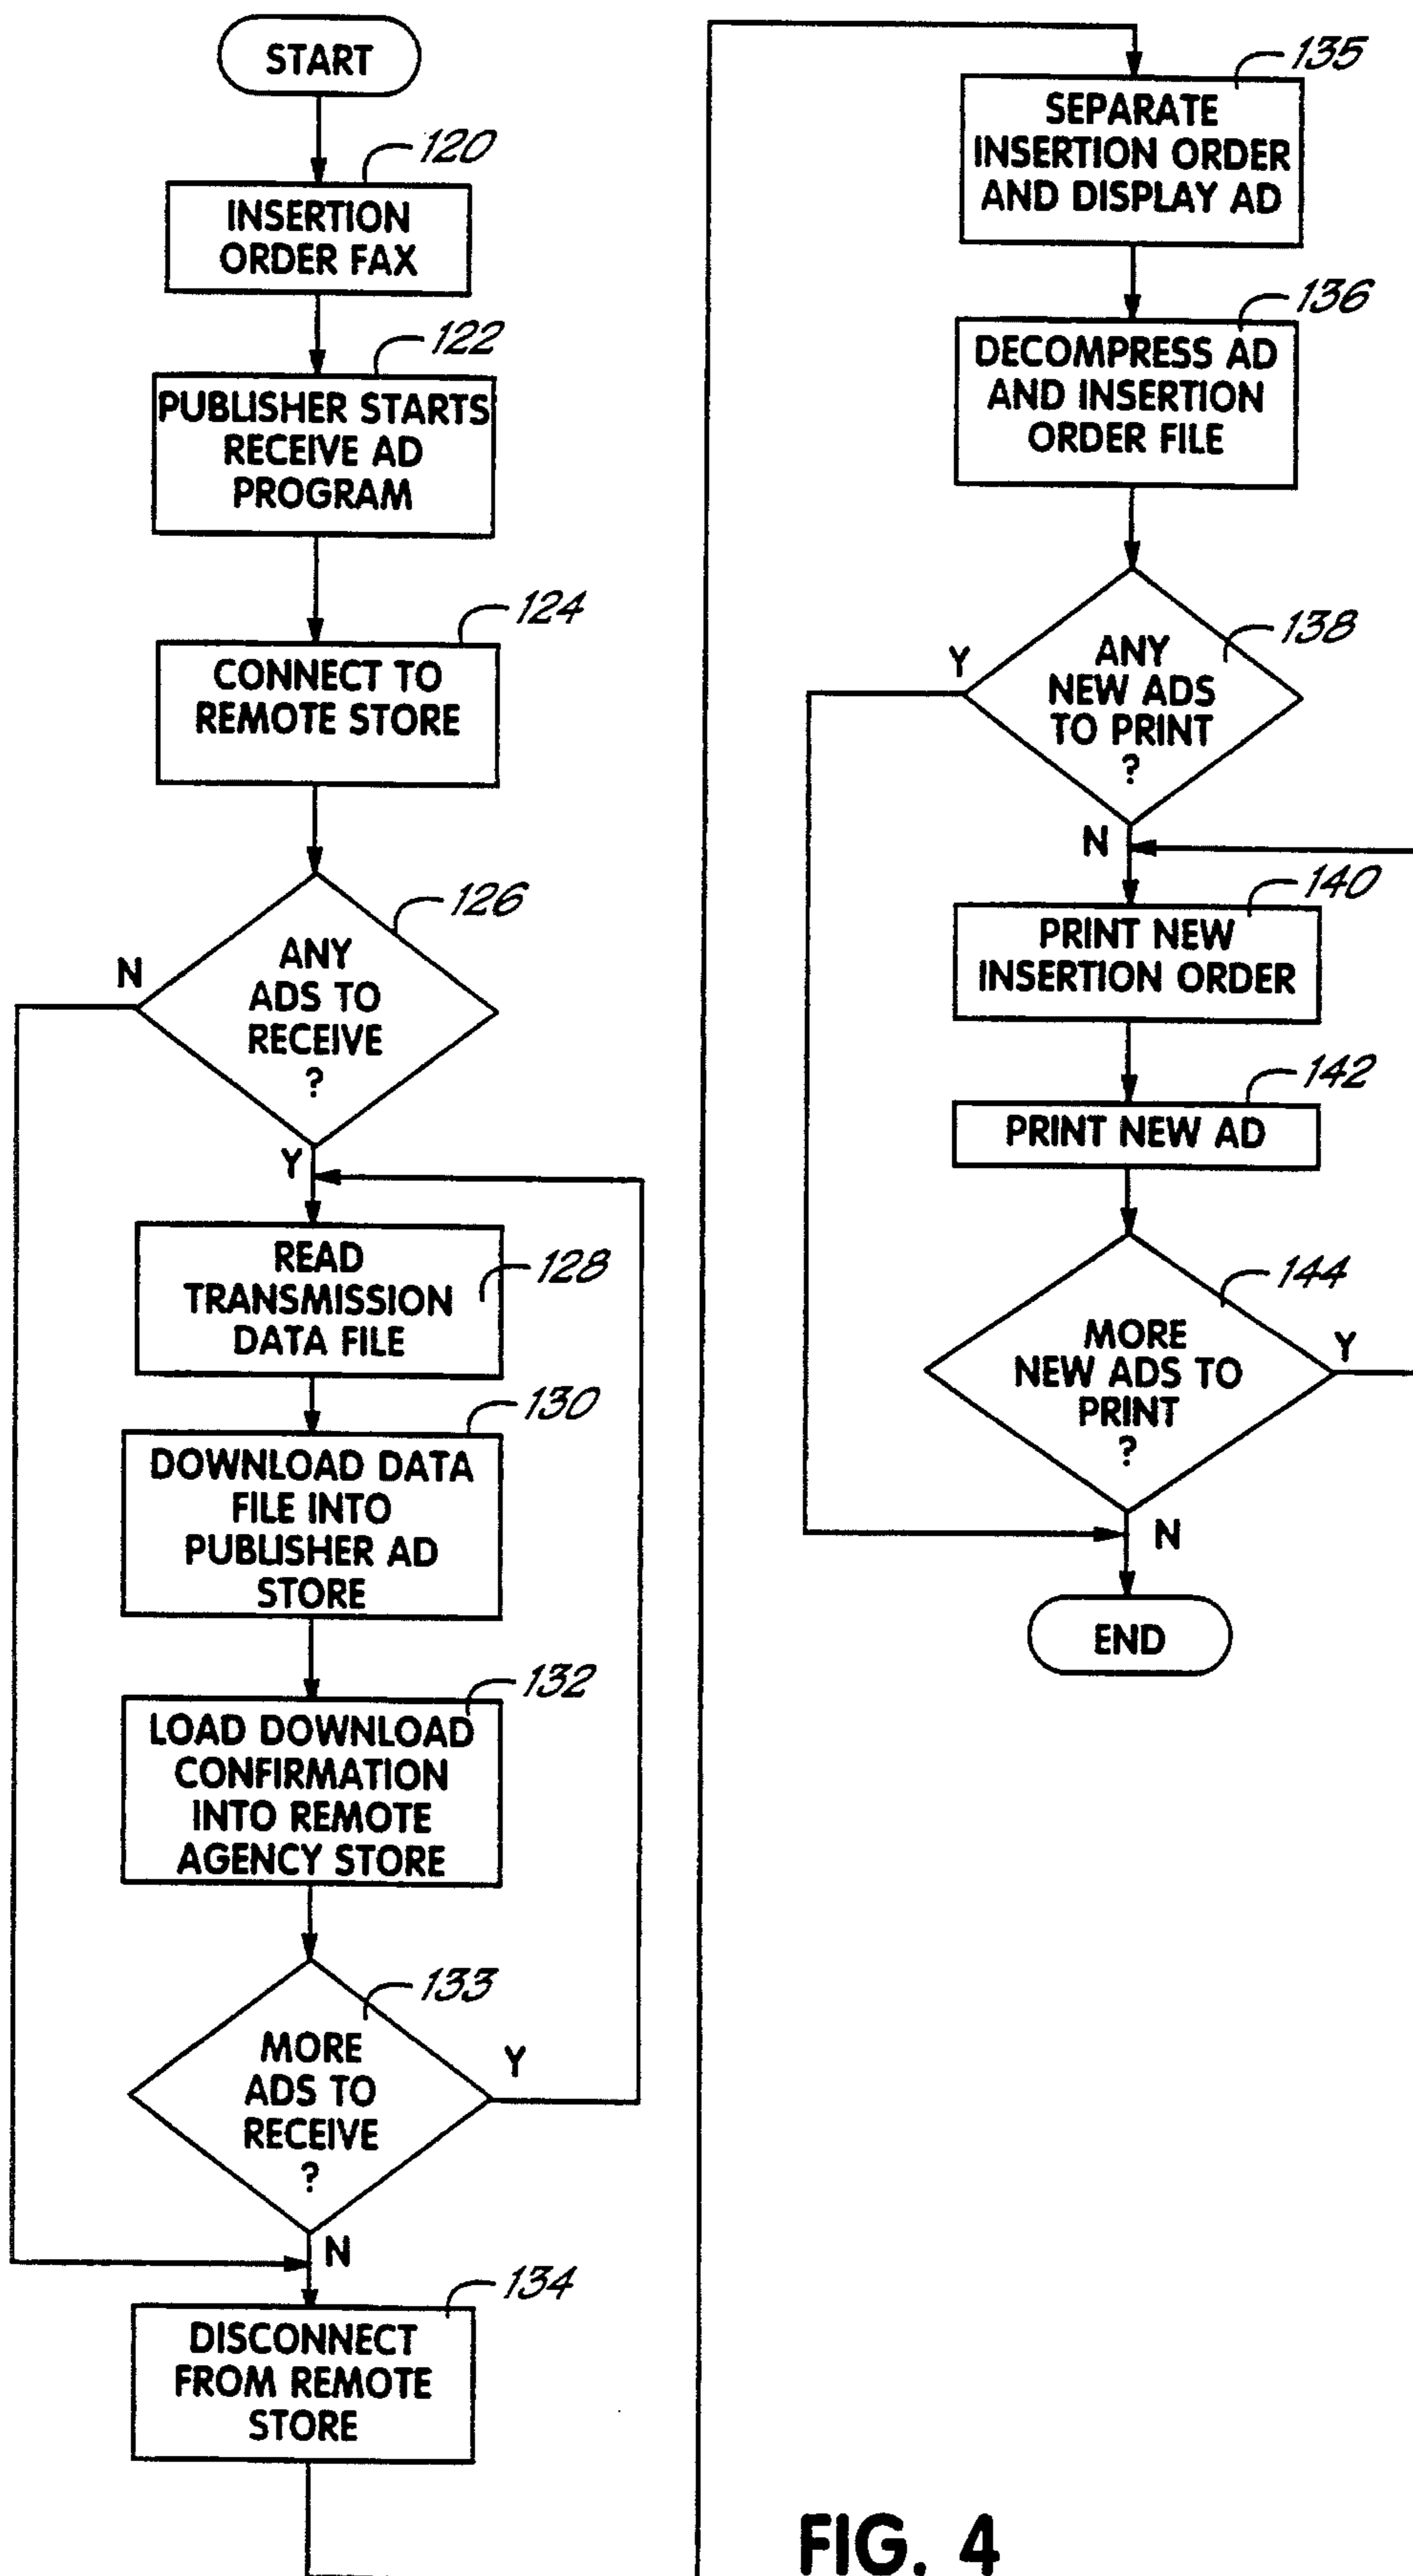 START
120
INSERTION
ORDER FAX
122
PUBLISHER STARTS
RECEIVE AD
PROGRAM
124
CONNECT TO
REMOTE STORE
126
ANY
ADS TO
RECEIVE
?
N
Y
128
READ
TRANSMISSION
DATA FILE
130
DOWNLOAD DATA
FILE INTO
PUBLISHER AD
STORE
132
LOAD DOWNLOAD
CONFIRMATION
INTO REMOTE
AGENCY STORE
133
MORE
ADS TO
RECEIVE
?
Y
N
134
DISCONNECT
FROM REMOTE
STORE
135
SEPARATE
INSERTION ORDER
AND DISPLAY AD
136
DECOMPRESS AD
AND INSERTION
ORDER FILE
138
ANY
NEW ADS
TO PRINT
?
Y
N
140
PRINT NEW
INSERTION ORDER
142
PRINT NEW AD
144
MORE
NEW ADS TO
PRINT
?
Y
N
END
FIG. 4